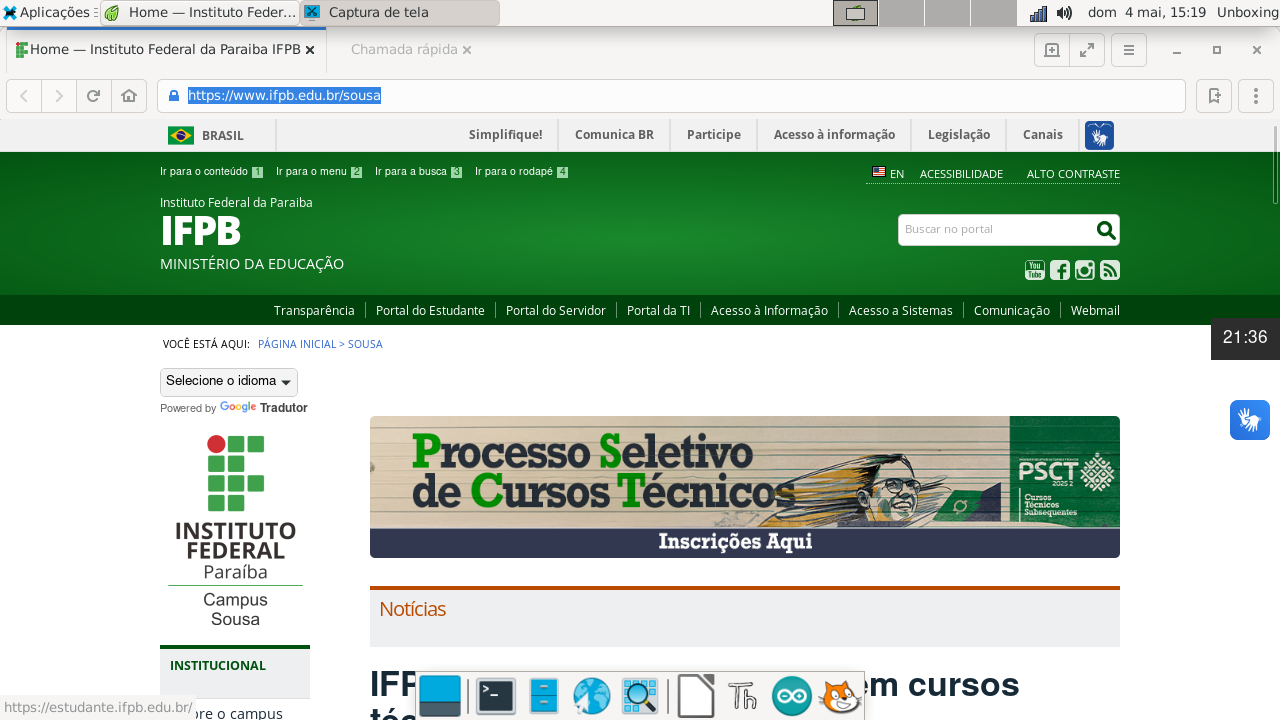 Aplicações
Home — Instituto Feder...
Captura de tela
dom 4 mai, 15:19
Unboxing
Home — Instituto Federal da Paraiba IFPB
Chamada rápida
https://www.ifpb.edu.br/sousa
BRASIL
Simplifique!
Comunica BR
Participe
Acesso à informação
Legislação
Canais
Ir para o conteúdo 1
Ir para o menu 2
Ir para a busca 3
Ir para o rodapé 4
EN
ACESSIBILIDADE
ALTO CONTRASTE
Instituto Federal da Paraiba
IFPB
MINISTÉRIO DA EDUCAÇÃO
Buscar no portal
You Tube
Transparência
Portal do Estudante
Portal do Servidor
Portal da TI
Acesso à Informação
Acesso a Sistemas
Comunicação
Webmail
VOCÊ ESTÁ AQUI: PÁGINA INICIAL > SOUSA
21:36
Selecione o idioma
Powered by Google Tradutor
INSTITUTO
FEDERAL
Paraíba
Campus
Sousa
Processo Seletivo
de Cursos Técnicos
PSCT
2025 2
Cursos
Técnicos
Subsequentes
Inscrições Aqui
Notícias
INSTITUCIONAL
em cursos
https://estudante.ifpb.edu.br/
re o campus
Th